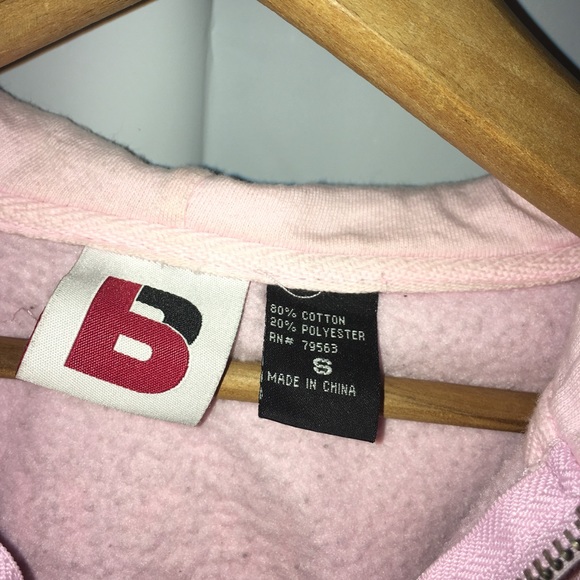 B
80% COTTON
20% POLYESTER
RN# 79563
S
MADE IN CHINA